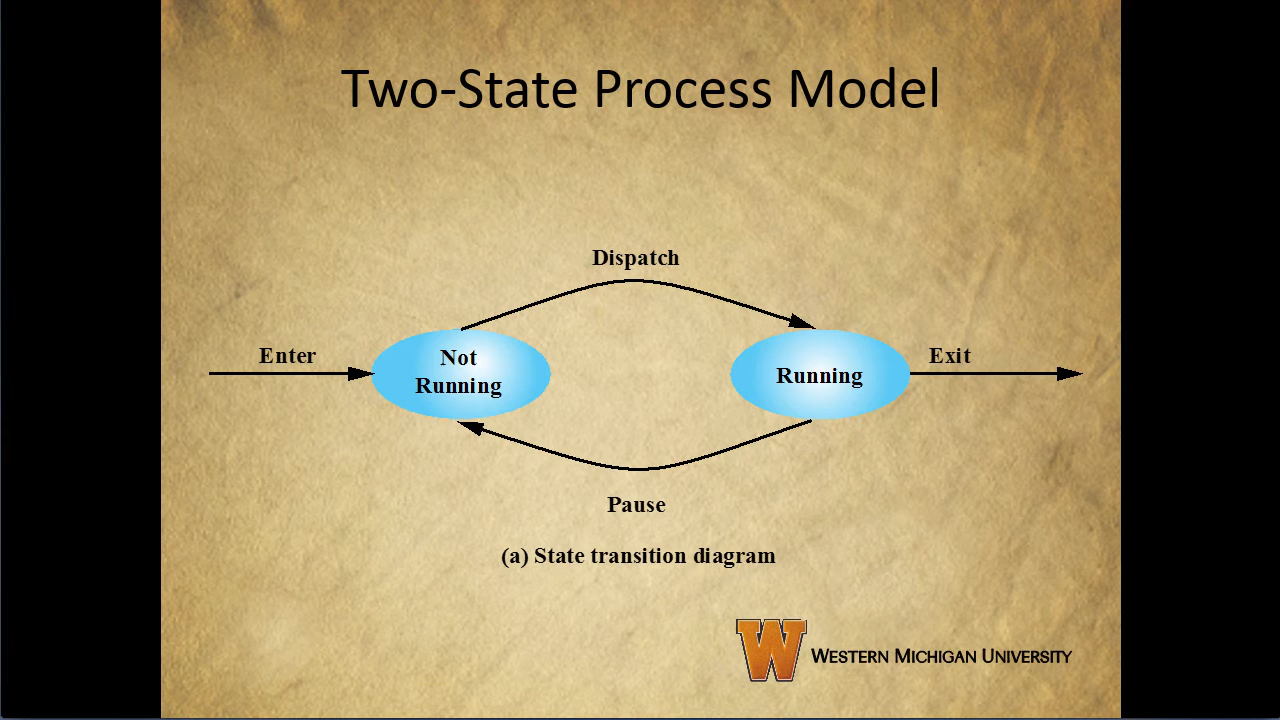 Two-State Process Model
Dispatch
Enter
Not
Running
Running
Exit
Pause
(a) State transition diagram
W WESTERN MICHIGAN UNIVERSITY